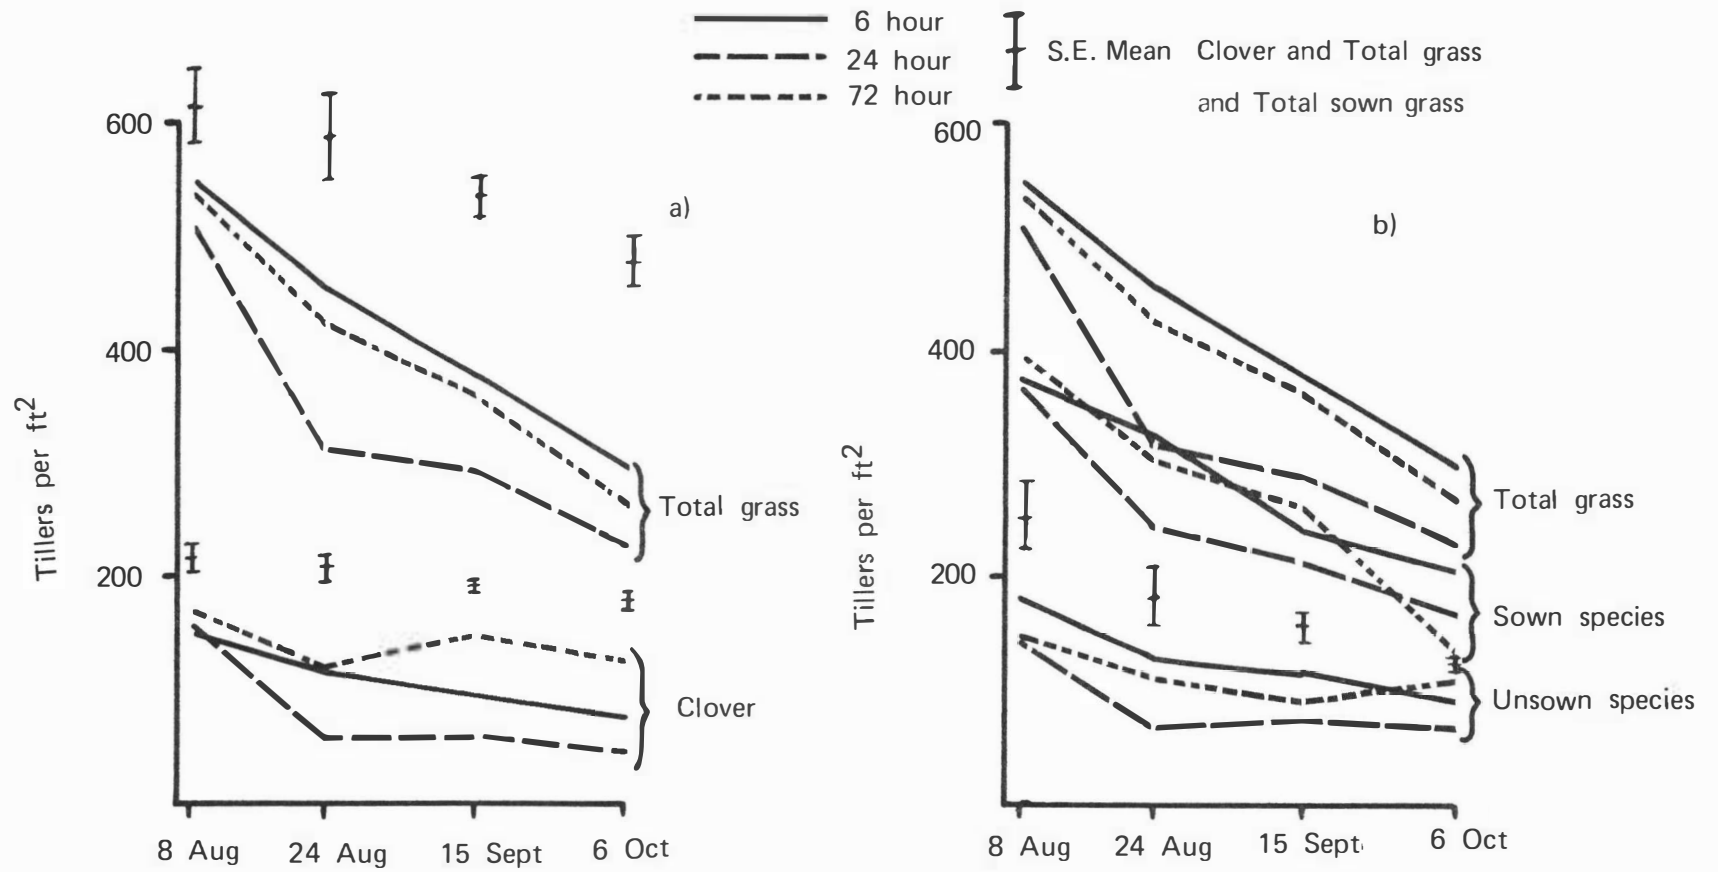 6 hour
24 hour
72 hour
S.E. Mean Clover and Total grass
and Total sown grass
a)
600
400
200
Tillers per ft2
Total grass
Clover
8 Aug 24 Aug 15 Sept 6 Oct
b)
600
400
200
Tillers per ft2
Total grass
Sown species
Unsown species
8 Aug 24 Aug 15 Sept 6 Oct